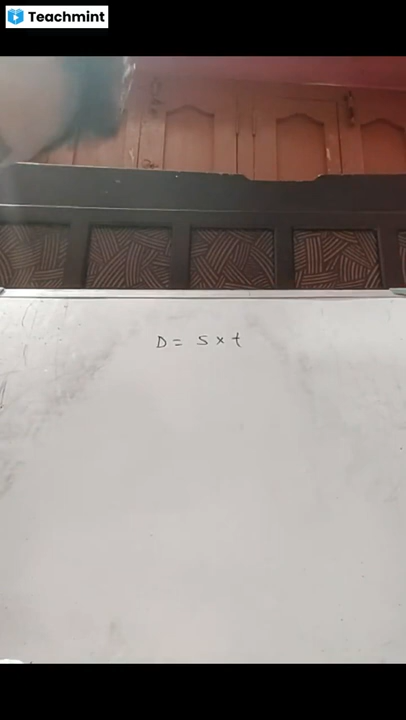 Teachmint
D = S × t